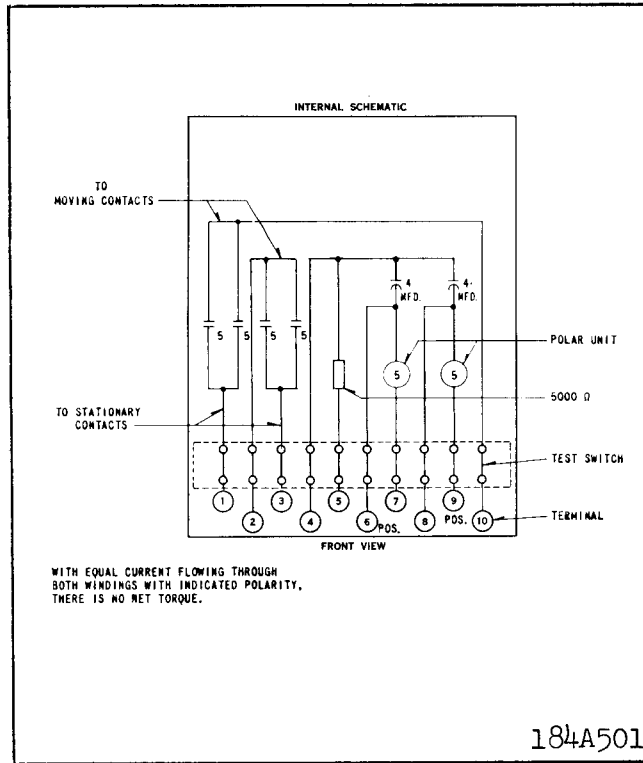 INTERNAL SCHEMATIC
TO
MOVING CONTACTS
4
MFD.
4
MFD.
5
5
5
5
POLAR UNIT
5
5
5000 Ω
TO STATIONARY
CONTACTS
TEST SWITCH
1
3
5
7
9
2
4
6
POS.
8
POS.
10
TERMINAL
FRONT VIEW
WITH EQUAL CURRENT FLOWING THROUGH
BOTH WINDINGS WITH INDICATED POLARITY,
THERE IS NO NET TORQUE.
184A501